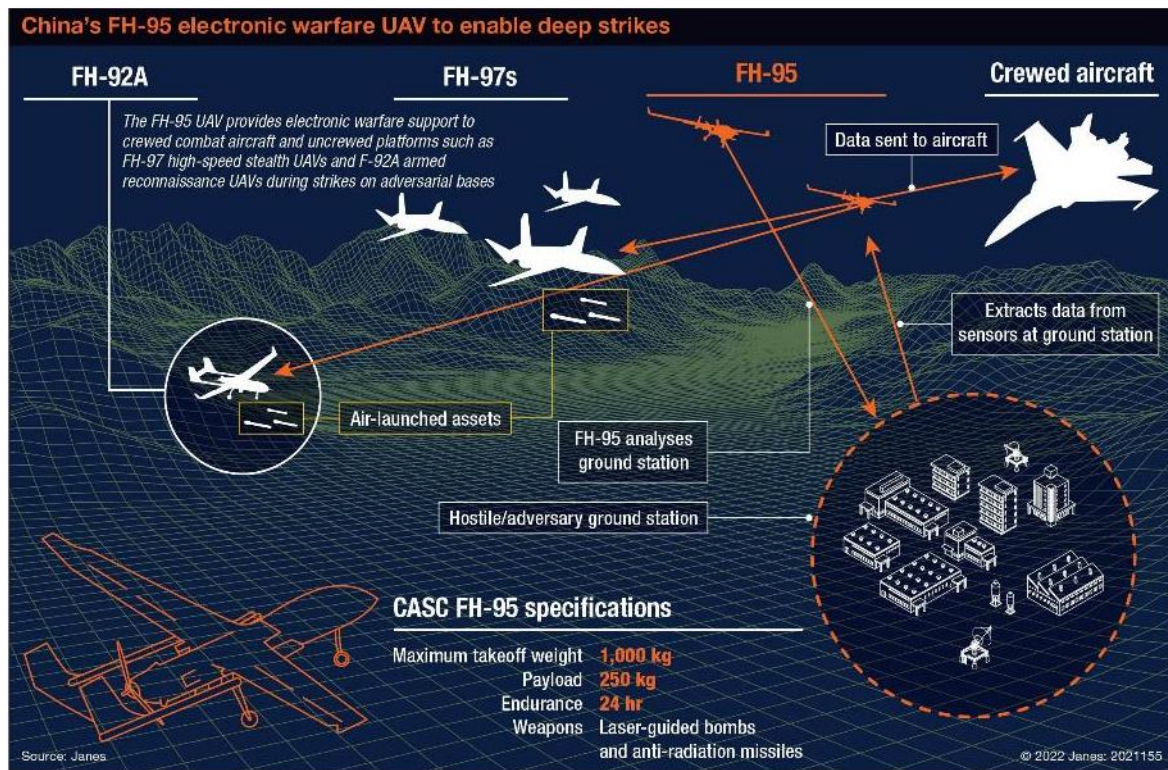 China's FH-95 electronic warfare UAV to enable deep strikes
FH-92A
FH-97s
FH-95
Crewed aircraft
The FH-95 UAV provides electronic warfare support to
crewed combat aircraft and uncrewed platforms such as
FH-97 high-speed stealth UAVs and F-92A armed
reconnaissance UAVs during strikes on adversarial bases
Data sent to aircraft
Extracts data from
sensors at ground station
Air-launched assets
FH-95 analyses
ground station
Hostile/adversary ground station
CASC FH-95 specifications
Maximum takeoff weight 1,000 kg
Payload 250 kg
Endurance 24 hr
Weapons Laser-guided bombs
and anti-radiation missiles
Source: Janes
© 2022 Janes: 2021155